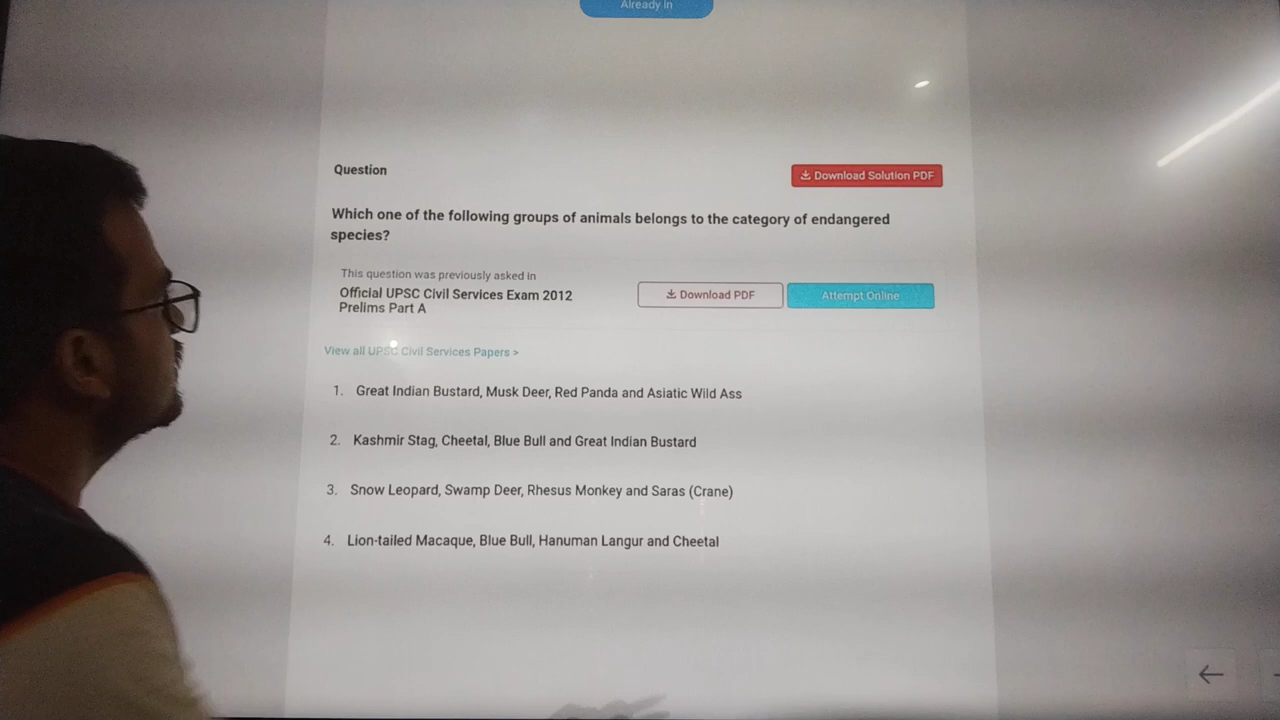 Already in
Question
Download Solution PDF
Which one of the following groups of animals belongs to the category of endangered
species?
This question was previously asked in
Official UPSC Civil Services Exam 2012
Prelims Part A
Download PDF
Attempt Online
View all UPSC Civil Services Papers >
1. Great Indian Bustard, Musk Deer, Red Panda and Asiatic Wild Ass
2. Kashmir Stag, Cheetal, Blue Bull and Great Indian Bustard
3. Snow Leopard, Swamp Deer, Rhesus Monkey and Saras (Crane)
4. Lion-tailed Macaque, Blue Bull, Hanuman Langur and Cheetal